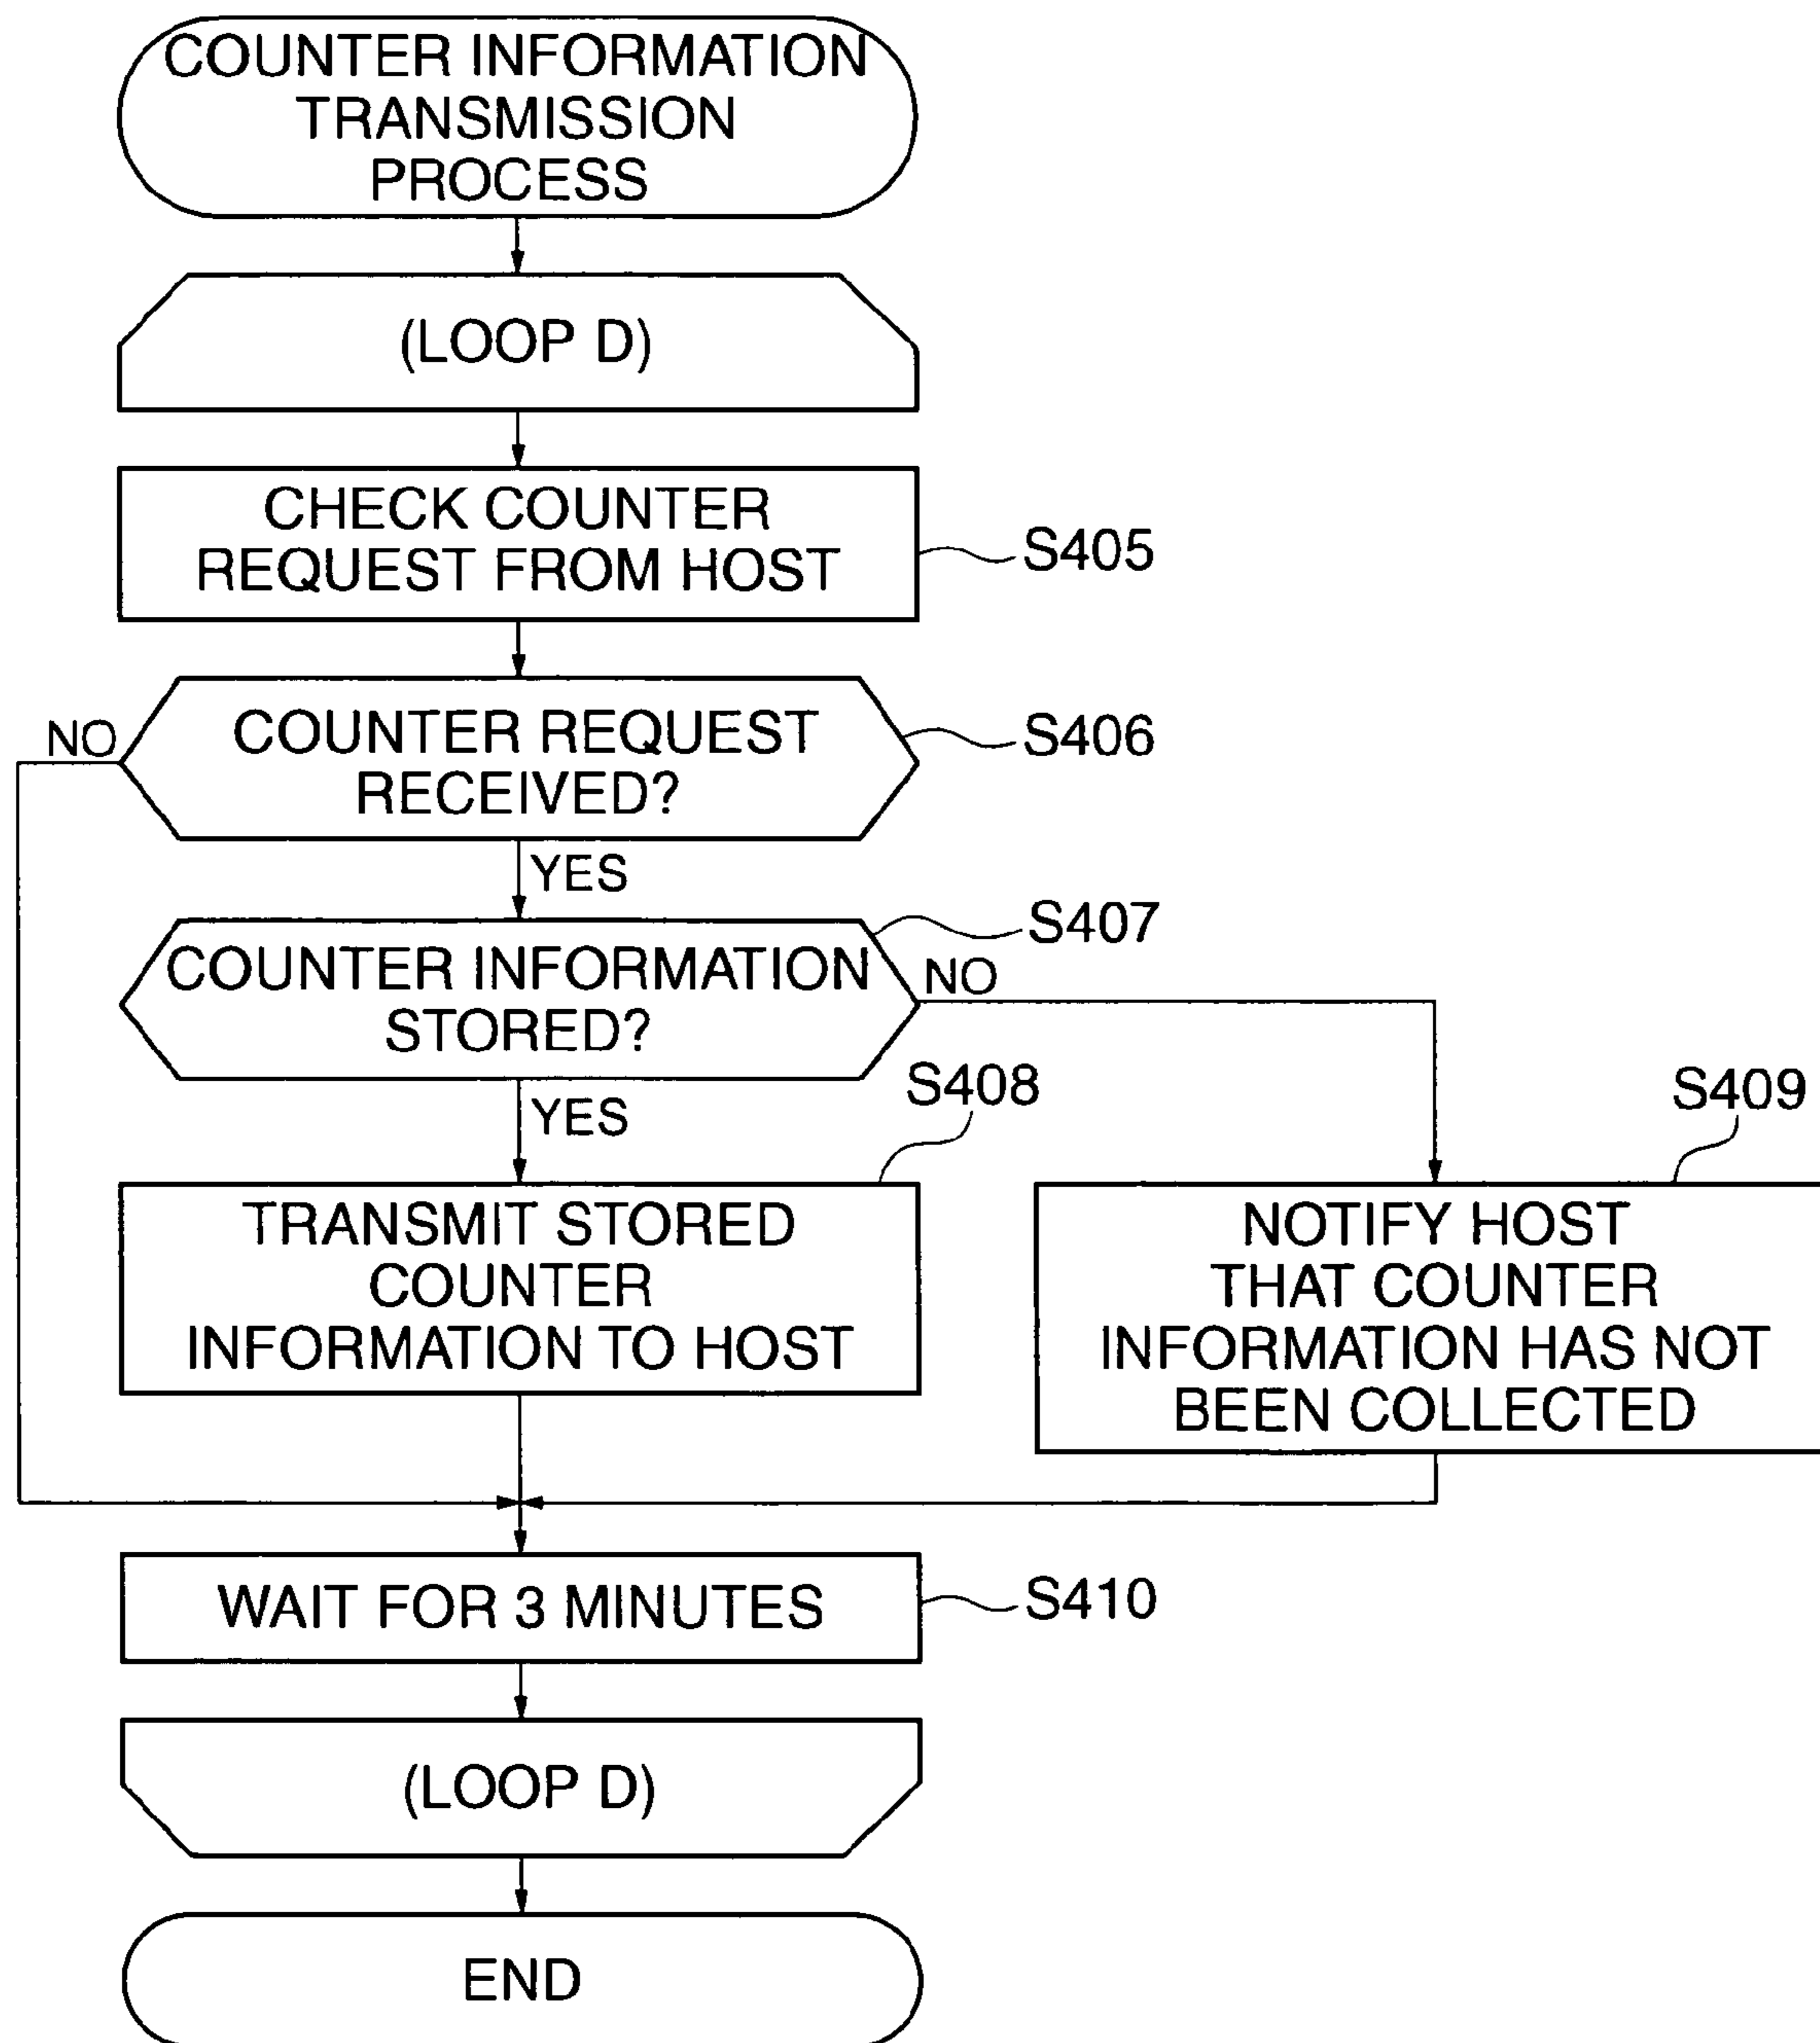 COUNTER INFORMATION
TRANSMISSION
PROCESS
(LOOP D)
CHECK COUNTER
REQUEST FROM HOST
S405
NO
COUNTER REQUEST
RECEIVED?
S406
YES
S407
COUNTER INFORMATION
STORED?
NO
YES
S408
S409
TRANSMIT STORED
COUNTER
INFORMATION TO HOST
NOTIFY HOST
THAT COUNTER
INFORMATION HAS NOT
BEEN COLLECTED
WAIT FOR 3 MINUTES
S410
(LOOP D)
END